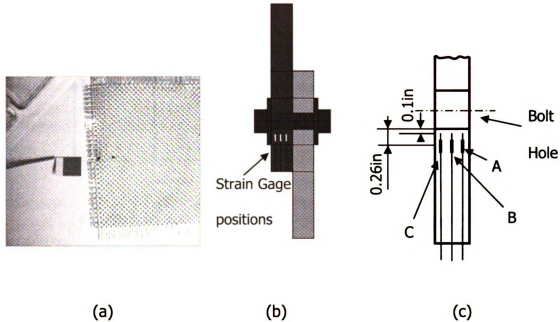 Strain Gage
positions
0.1in
0.26in
Bolt
Hole
A
B
C
(a)
(b)
(c)